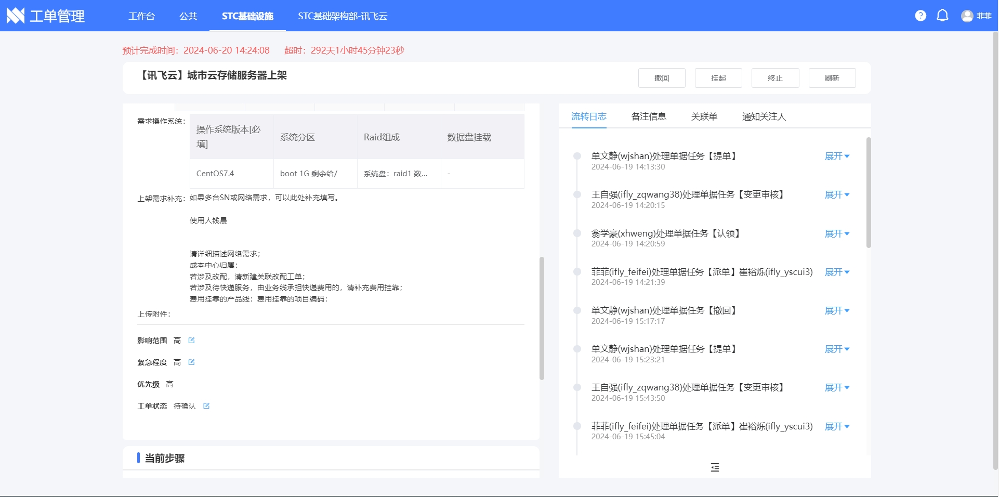 工单管理
工作台 公共 STC基础设施 STC基础架构部-讯飞云
? 菲菲
预计完成时间：2024-06-20 14:24:08 超时：292天1小时45分钟23秒
【讯飞云】城市云存储服务器上架
撤回 挂起 终止 刷新
需求操作系统：
操作系统版本[必填] 系统分区 Raid组成 数据盘挂载
CentOS7.4 boot 1G 剩余给/ 系统盘：raid1 数... -
上架需求补充：
如果多台SN或网络需求，可以此处补充填写。
使用人钱晨
请详细描述网络需求；
成本中心归属：
若涉及改配，请新建关联改配工单；
若涉及待快递服务，由业务线承担快递费用的，请补充费用挂靠；
费用挂靠的产品线：费用挂靠的项目编码：
上传附件：
影响范围 高
紧急程度 高
优先级 高
工单状态 待确认
当前步骤
流转日志 备注信息 关联单 通知关注人
单文静(wjshan)处理单据任务【提单】 展开
2024-06-19 14:13:30
王自强(ifly_zqwang38)处理单据任务【变更审核】 展开
2024-06-19 14:20:15
翁学豪(xhweng)处理单据任务【认领】 展开
2024-06-19 14:20:59
菲菲(ifly_feifei)处理单据任务【派单】崔裕烁(ifly_yscui3) 展开
2024-06-19 14:21:39
单文静(wjshan)处理单据任务【撤回】 展开
2024-06-19 15:17:17
单文静(wjshan)处理单据任务【提单】 展开
2024-06-19 15:23:21
王自强(ifly_zqwang38)处理单据任务【变更审核】 展开
2024-06-19 15:43:50
菲菲(ifly_feifei)处理单据任务【派单】崔裕烁(ifly_yscui3) 展开
2024-06-19 15:45:04